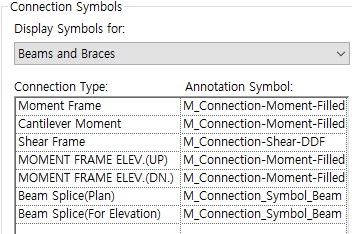 Connection Symbols
Display Symbols for:
Beams and Braces
Connection Type: Annotation Symbol:
Moment Frame M_Connection-Moment-Filled
Cantilever Moment M_Connection-Moment-Filled
Shear Frame M_Connection-Shear-DDF
MOMENT FRAME ELEV.(UP) M_Connection-Moment-Filled
MOMENT FRAME ELEV.(DN.) M_Connection-Moment-Filled
Beam Splice(Plan) M_Connection_Symbol_Beam
Beam Splice(For Elevation) M_Connection_Symbol_Beam